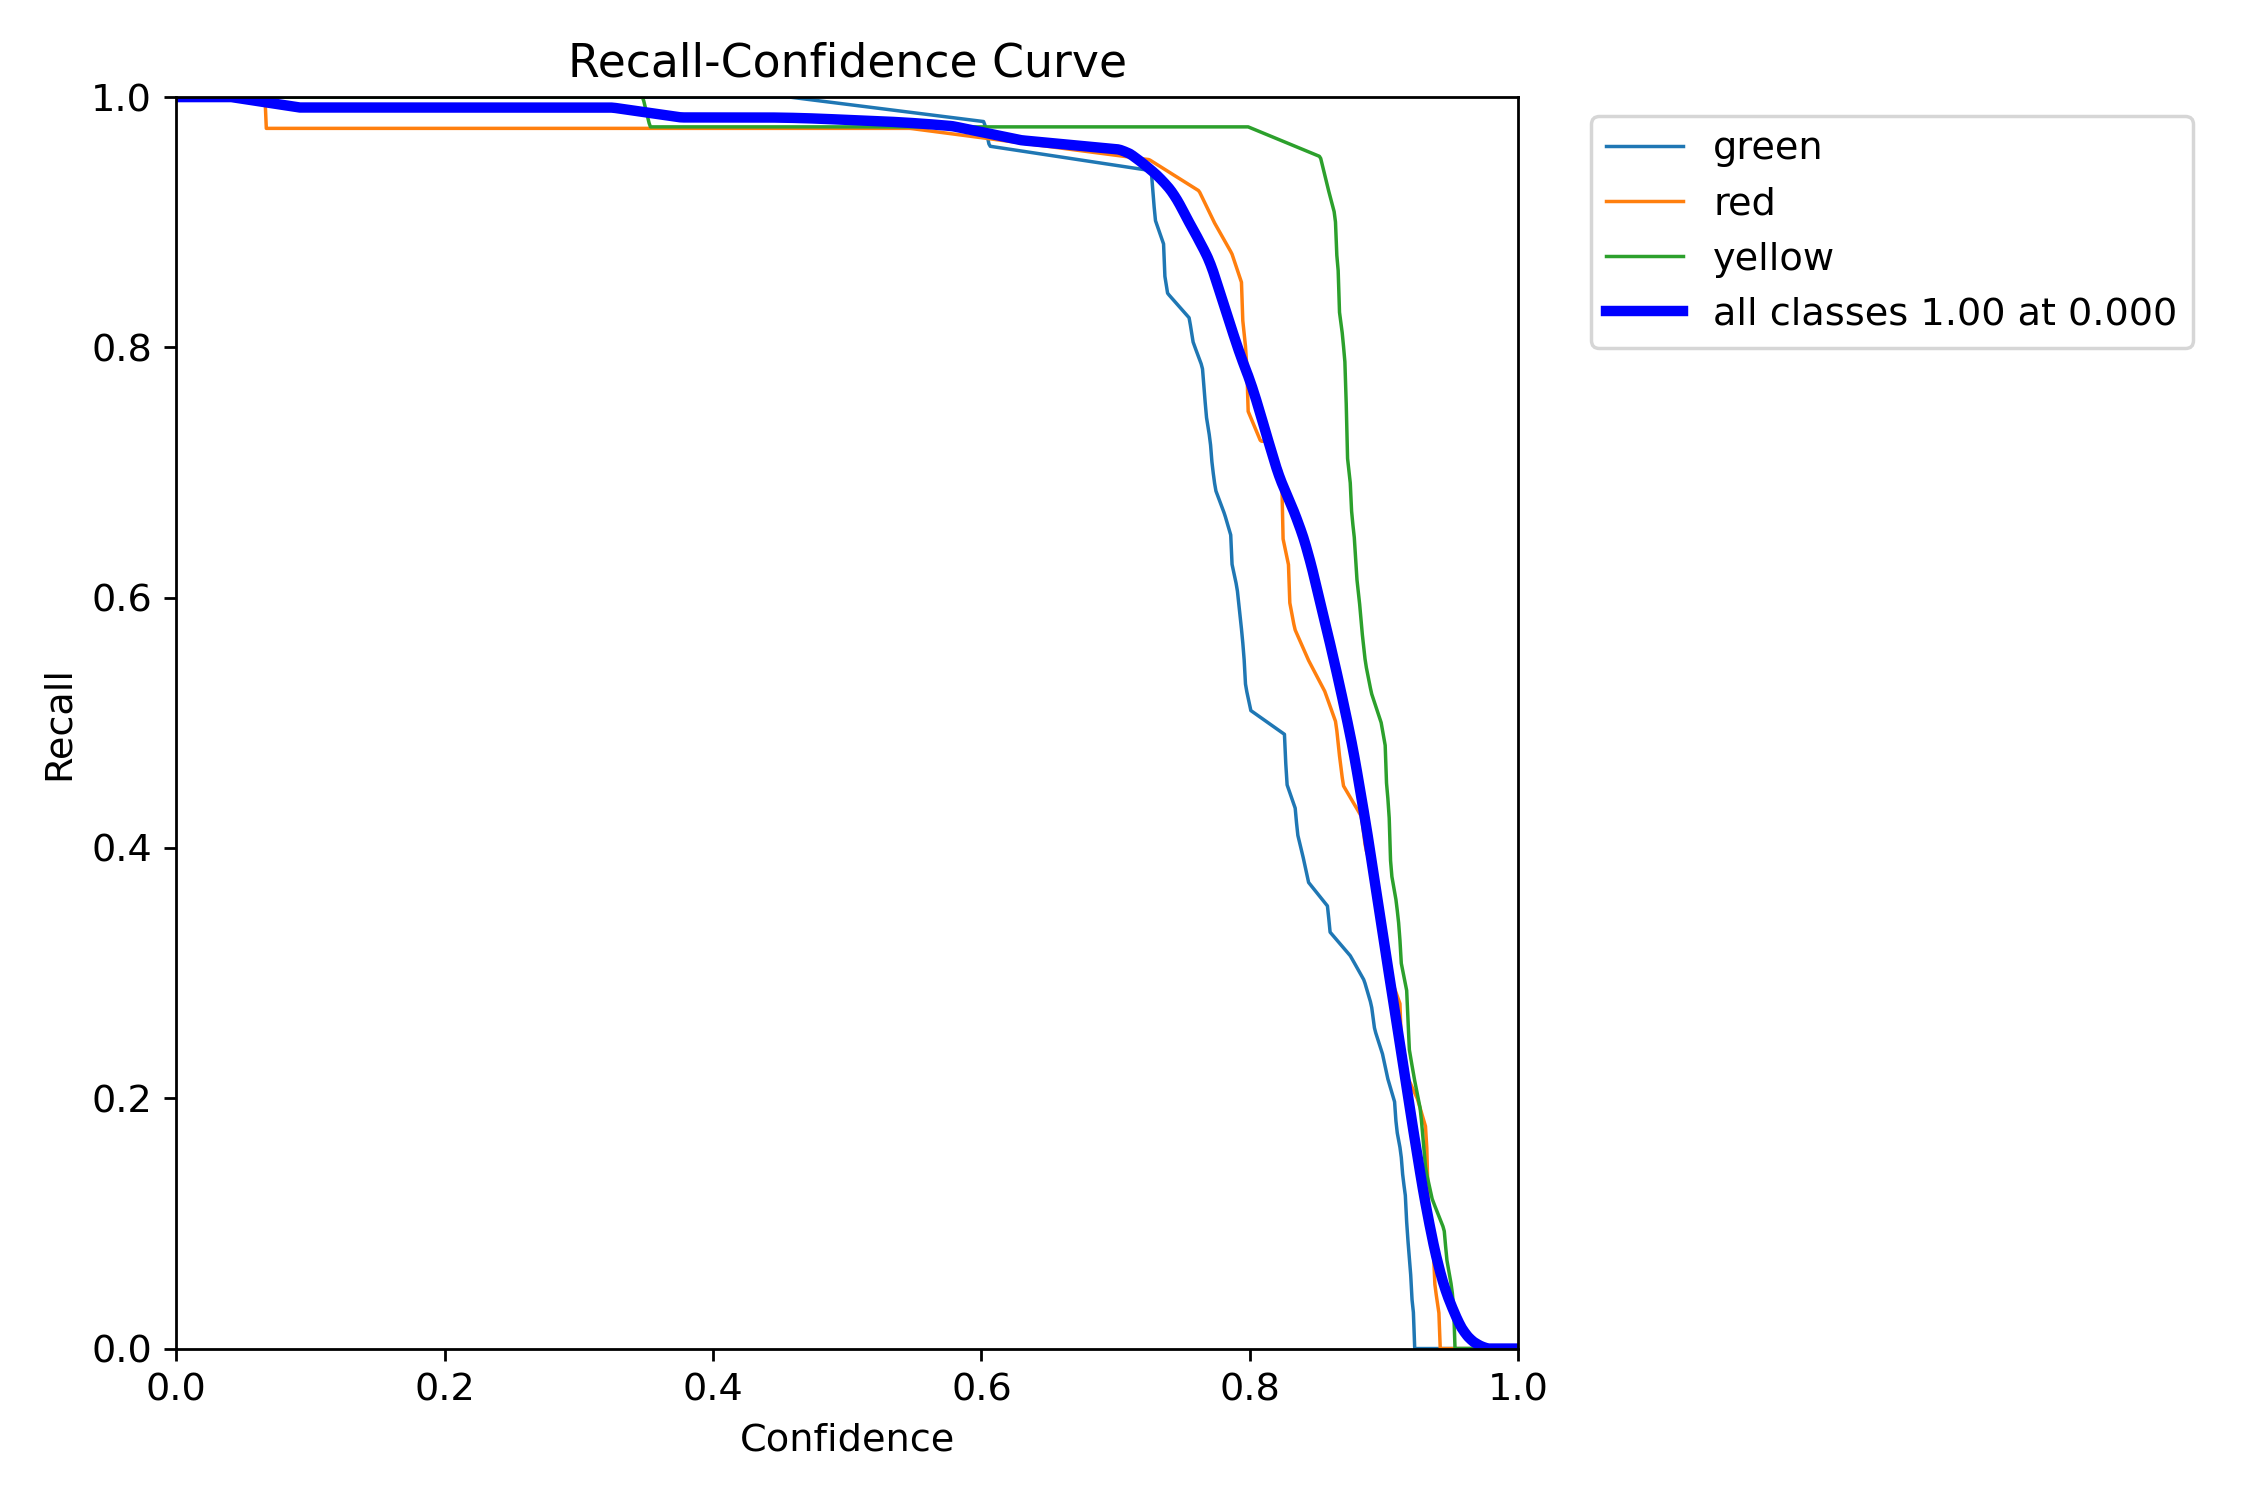 Recall-Confidence Curve
1.0
0.8
0.6
0.4
0.2
0.0
Recall
0.0 0.2 0.4 0.6 0.8 1.0
Confidence
green
red
yellow
all classes 1.00 at 0.000